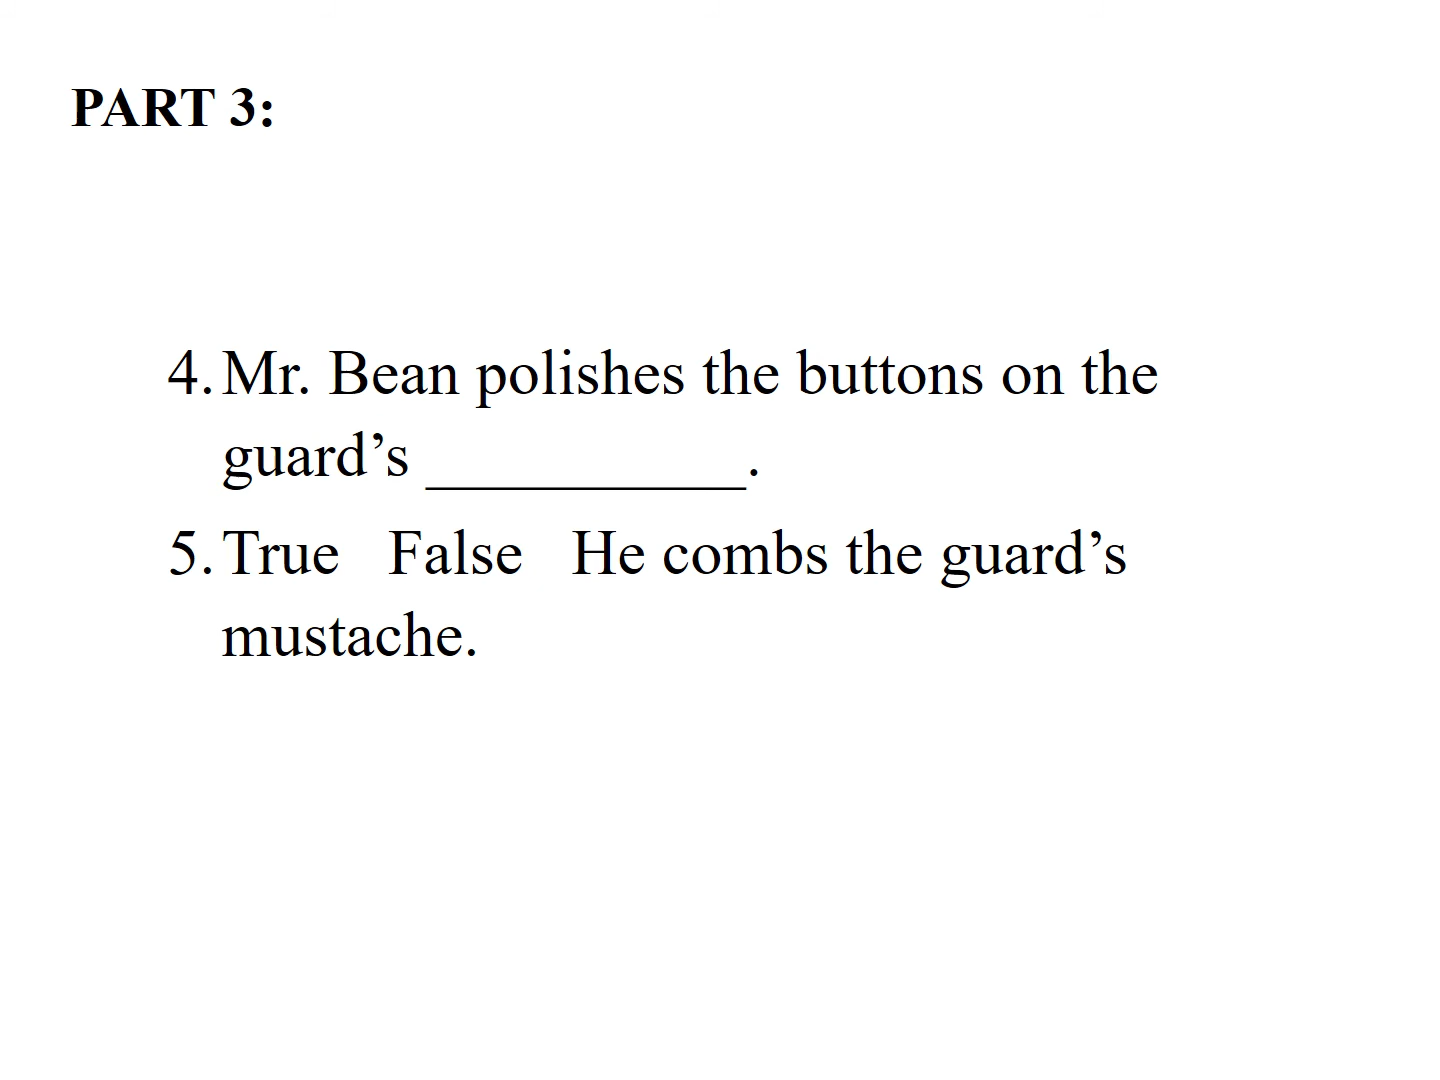 PART 3:
4. Mr. Bean polishes the buttons on the
guard’s ___________.
5. True   False   He combs the guard’s
mustache.